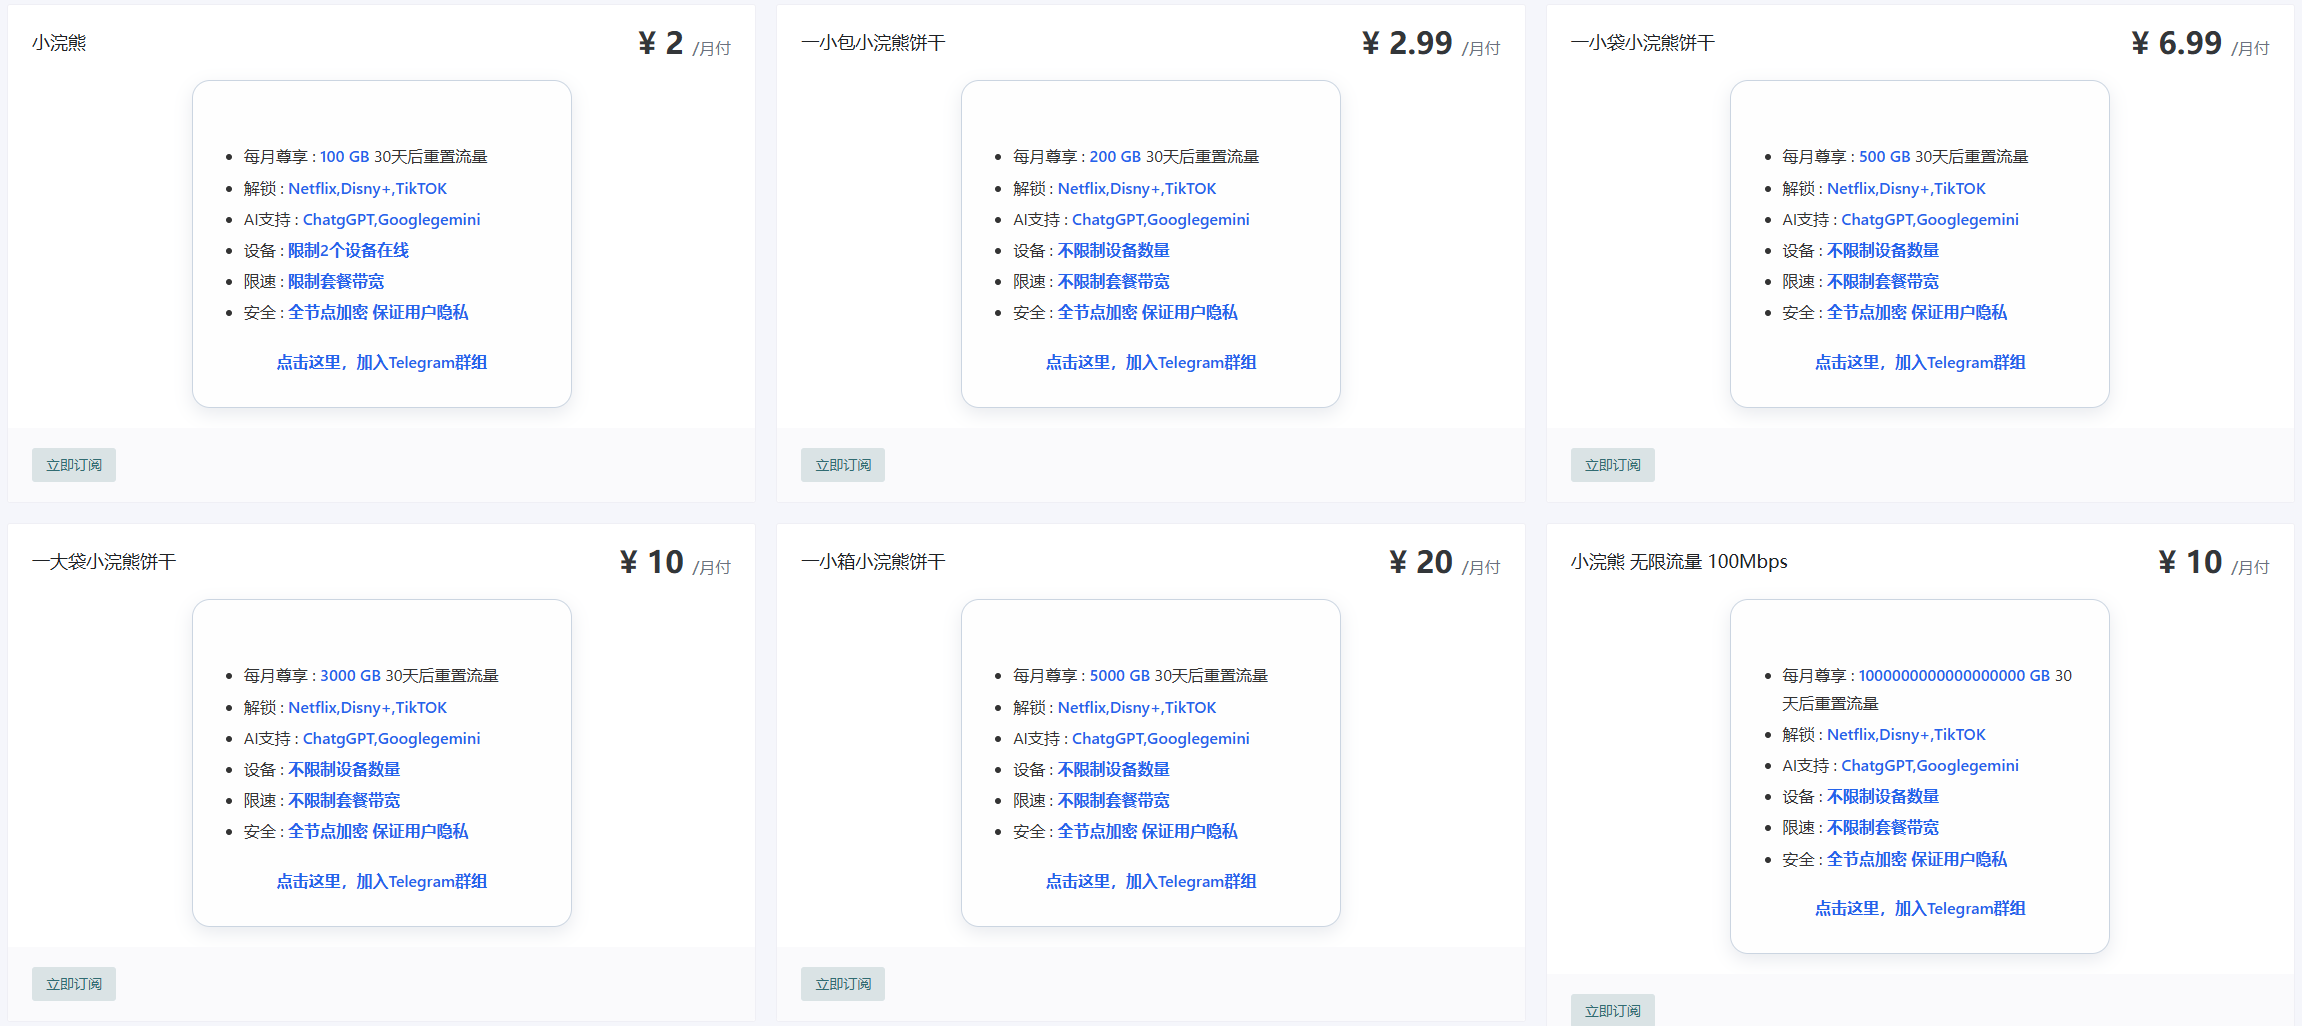 小浣熊
¥ 2 /月付
每月尊享 : 100 GB 30天后重置流量
解锁 : Netflix,Disny+,TikTOK
AI支持 : ChatgGPT,Googlegemini
设备 : 限制2个设备在线
限速 : 限制套餐带宽
安全 : 全节点加密 保证用户隐私
点击这里，加入Telegram群组
立即订阅
一小包小浣熊饼干
¥ 2.99 /月付
每月尊享 : 200 GB 30天后重置流量
解锁 : Netflix,Disny+,TikTOK
AI支持 : ChatgGPT,Googlegemini
设备 : 不限制设备数量
限速 : 不限制套餐带宽
安全 : 全节点加密 保证用户隐私
点击这里，加入Telegram群组
立即订阅
一小袋小浣熊饼干
¥ 6.99 /月付
每月尊享 : 500 GB 30天后重置流量
解锁 : Netflix,Disny+,TikTOK
AI支持 : ChatgGPT,Googlegemini
设备 : 不限制设备数量
限速 : 不限制套餐带宽
安全 : 全节点加密 保证用户隐私
点击这里，加入Telegram群组
立即订阅
一大袋小浣熊饼干
¥ 10 /月付
每月尊享 : 3000 GB 30天后重置流量
解锁 : Netflix,Disny+,TikTOK
AI支持 : ChatgGPT,Googlegemini
设备 : 不限制设备数量
限速 : 不限制套餐带宽
安全 : 全节点加密 保证用户隐私
点击这里，加入Telegram群组
立即订阅
一小箱小浣熊饼干
¥ 20 /月付
每月尊享 : 5000 GB 30天后重置流量
解锁 : Netflix,Disny+,TikTOK
AI支持 : ChatgGPT,Googlegemini
设备 : 不限制设备数量
限速 : 不限制套餐带宽
安全 : 全节点加密 保证用户隐私
点击这里，加入Telegram群组
立即订阅
小浣熊 无限流量 100Mbps
¥ 10 /月付
每月尊享 : 1000000000000000000 GB 30
天后重置流量
解锁 : Netflix,Disny+,TikTOK
AI支持 : ChatgGPT,Googlegemini
设备 : 不限制设备数量
限速 : 不限制套餐带宽
安全 : 全节点加密 保证用户隐私
点击这里，加入Telegram群组
立即订阅